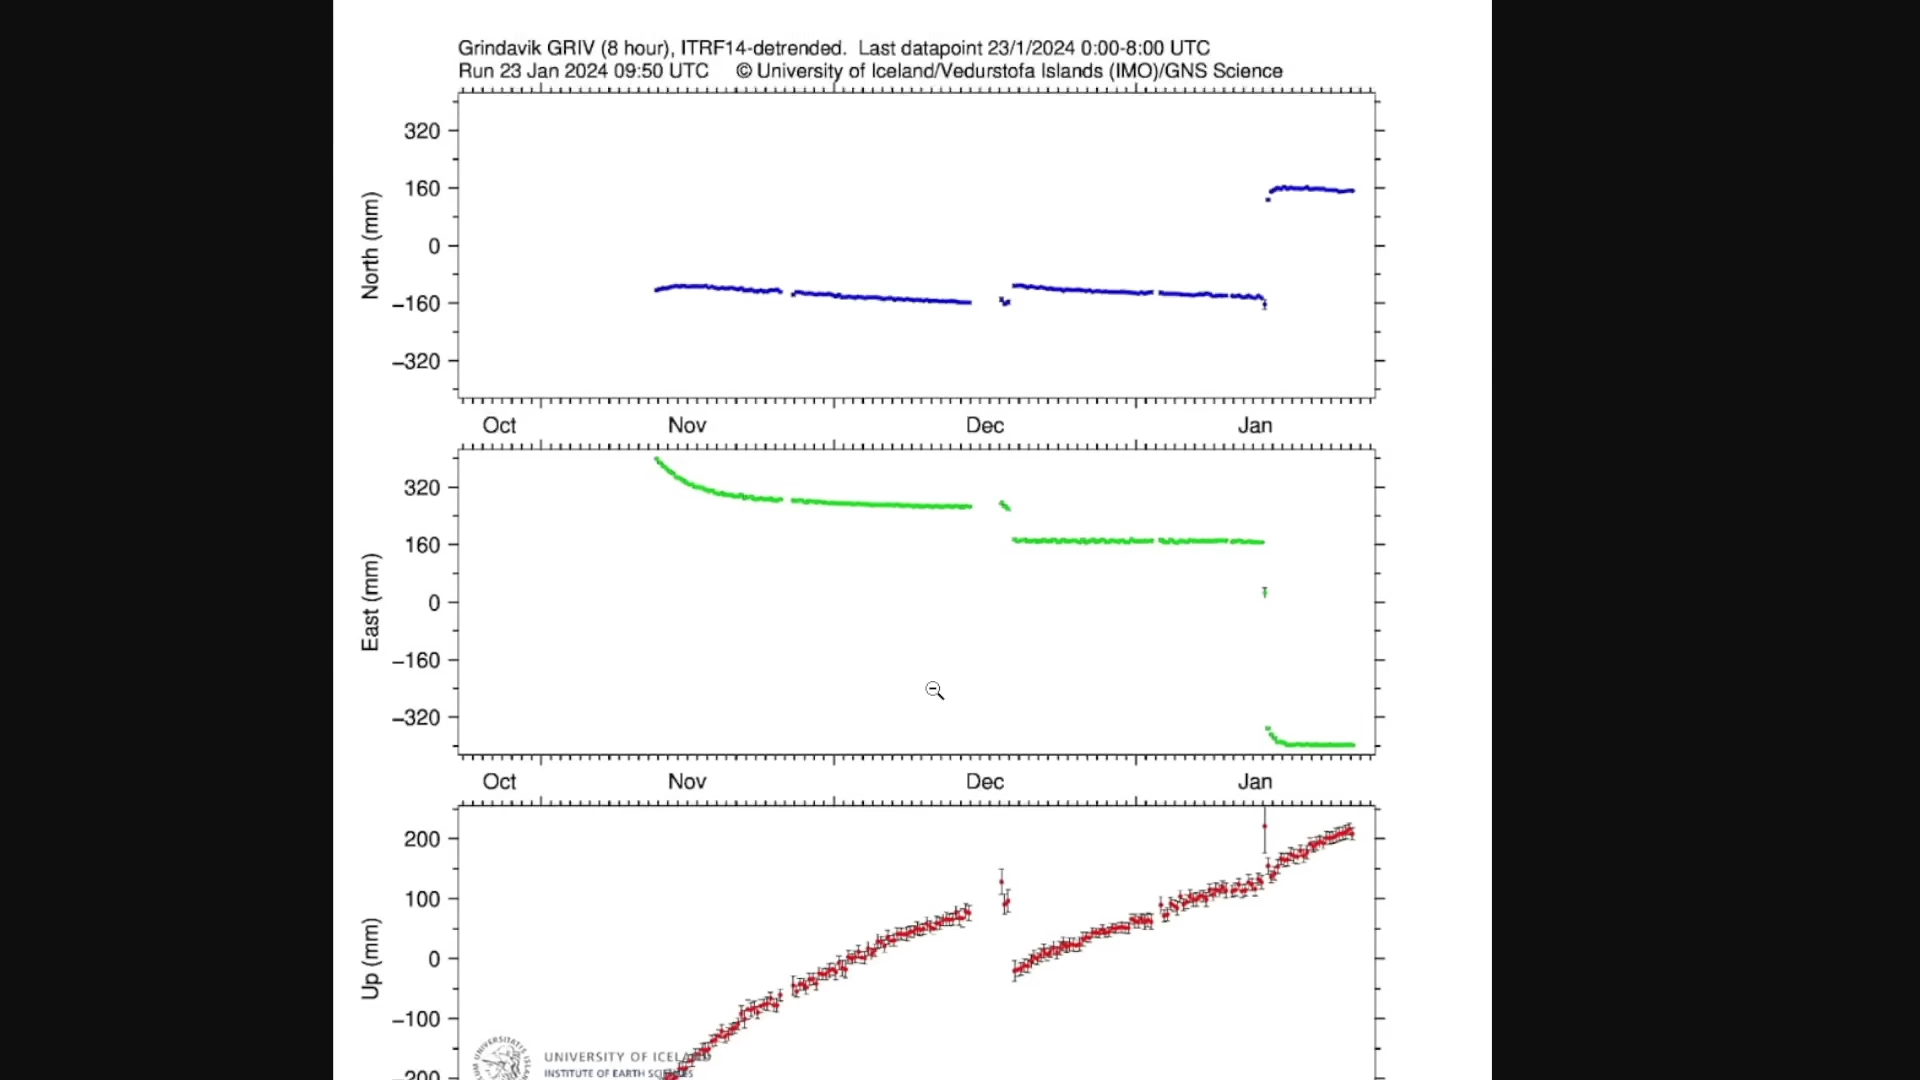 Grindavik GRIV (8 hour), ITRF14-detrended. Last datapoint 23/1/2024 0:00-8:00 UTC
Run 23 Jan 2024 09:50 UTC © University of Iceland/Vedurstofa Islands (IMO)/GNS Science
North (mm)
320
160
0
−160
−320
Oct Nov Dec Jan
East (mm)
320
160
0
−160
−320
Oct Nov Dec Jan
Up (mm)
200
100
0
−100
−200
UNIVERSITY OF ICELAND
INSTITUTE OF EARTH SCIENCES